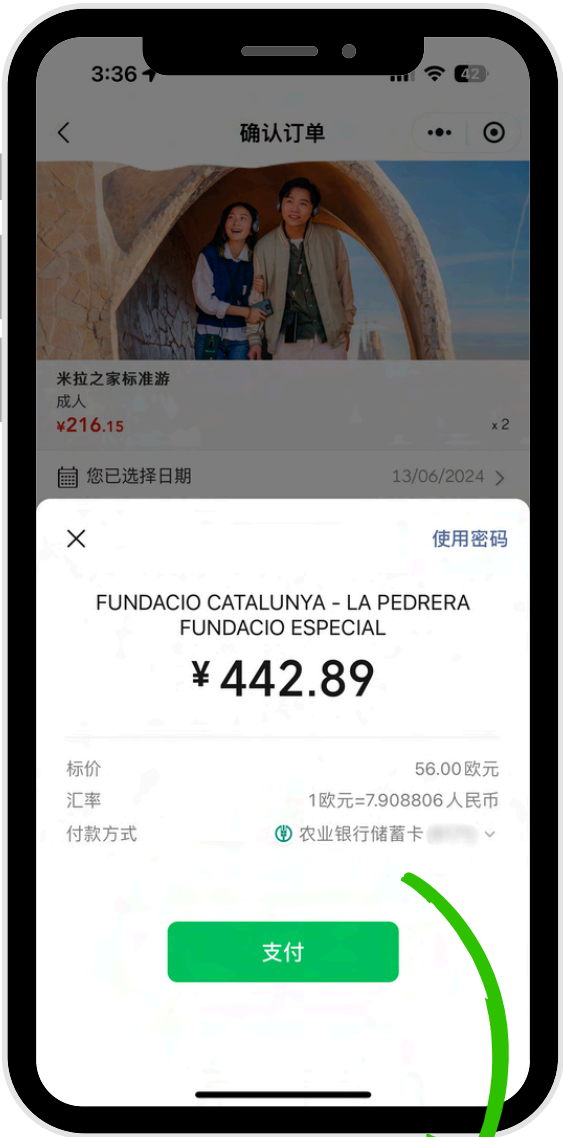 3:36
42
确认订单
米拉之家标准游
成人
¥216.15
x 2
您已选择日期 13/06/2024
使用密码
FUNDACIO CATALUNYA - LA PEDRERA
FUNDACIO ESPECIAL
¥442.89
标价 56.00欧元
汇率 1欧元=7.908806人民币
付款方式 农业银行储蓄卡
支付